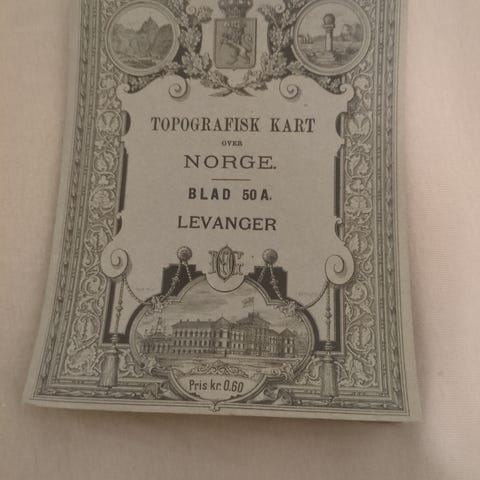 TOPOGRAFISK KART
OVER
NORGE.
BLAD 50 A.
LEVANGER
Pris kr. 0.60